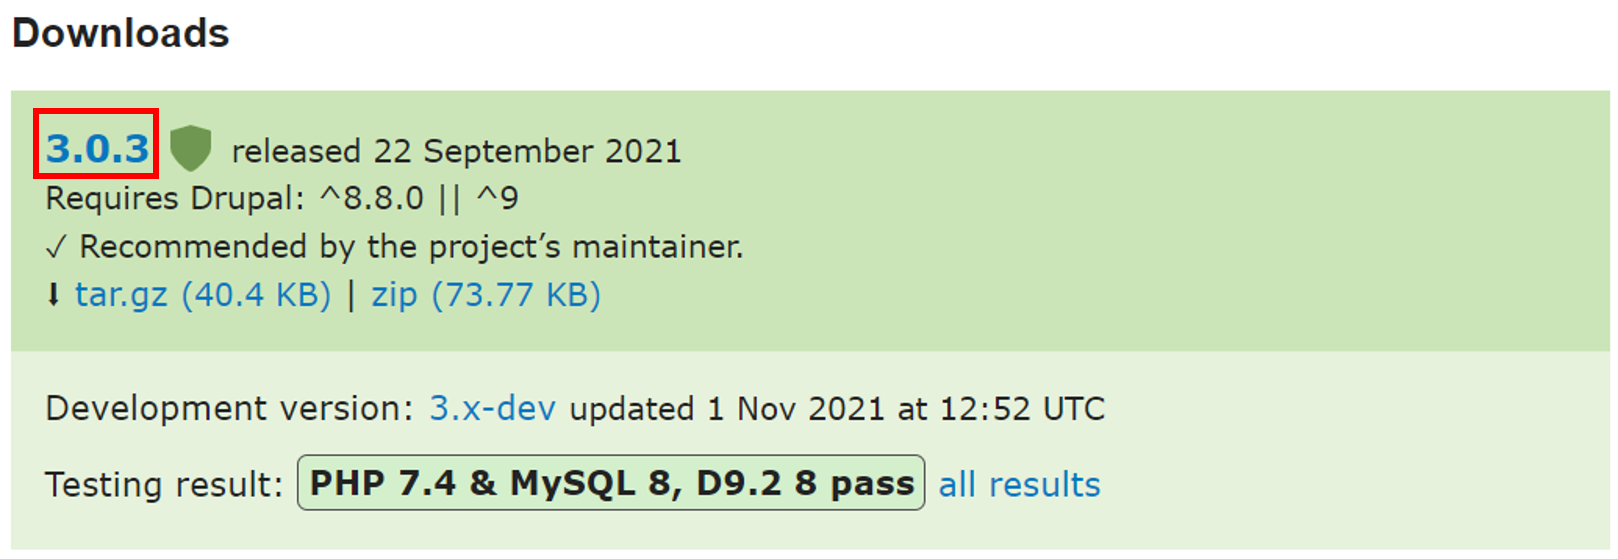 Downloads
3.0.3 released 22 September 2021
Requires Drupal: ^8.8.0 || ^9
✓ Recommended by the project’s maintainer.
⬇ tar.gz (40.4 KB) | zip (73.77 KB)
Development version: 3.x-dev updated 1 Nov 2021 at 12:52 UTC
Testing result: PHP 7.4 & MySQL 8, D9.2 8 pass all results